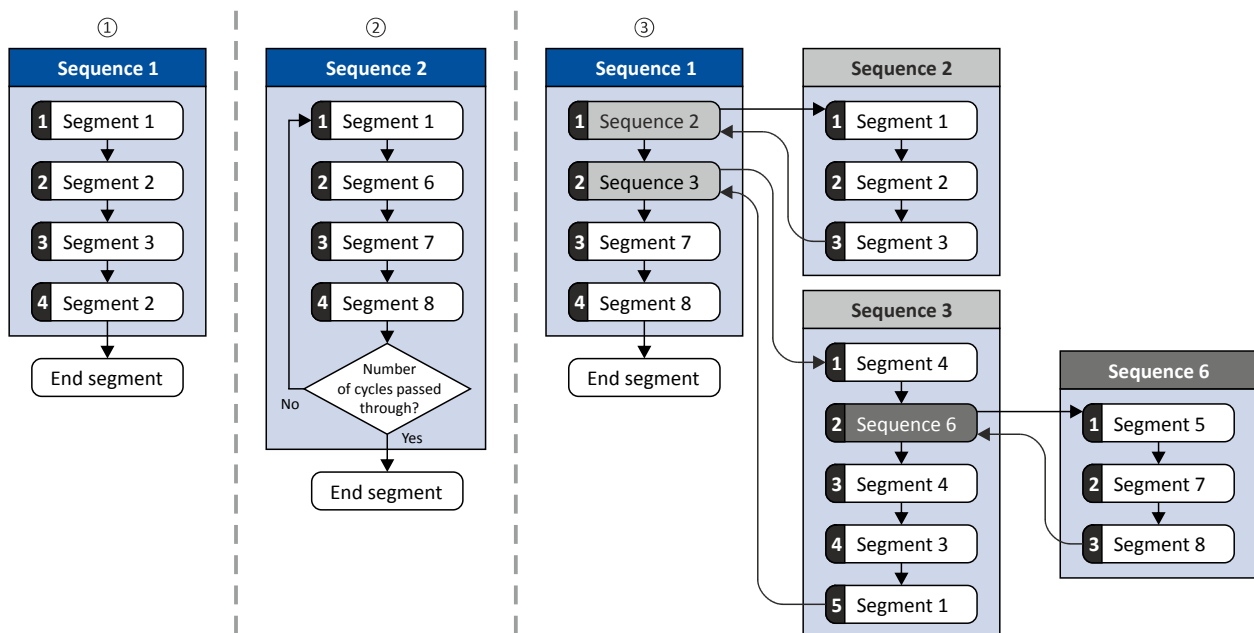 ①
Sequence 1
1 Segment 1
2 Segment 2
3 Segment 3
4 Segment 2
End segment
②
Sequence 2
1 Segment 1
2 Segment 6
3 Segment 7
4 Segment 8
Number
of cycles passed
through?
No
Yes
End segment
③
Sequence 1
1 Sequence 2
2 Sequence 3
3 Segment 7
4 Segment 8
End segment
Sequence 2
1 Segment 1
2 Segment 2
3 Segment 3
Sequence 3
1 Segment 4
2 Sequence 6
3 Segment 4
4 Segment 3
5 Segment 1
Sequence 6
1 Segment 5
2 Segment 7
3 Segment 8